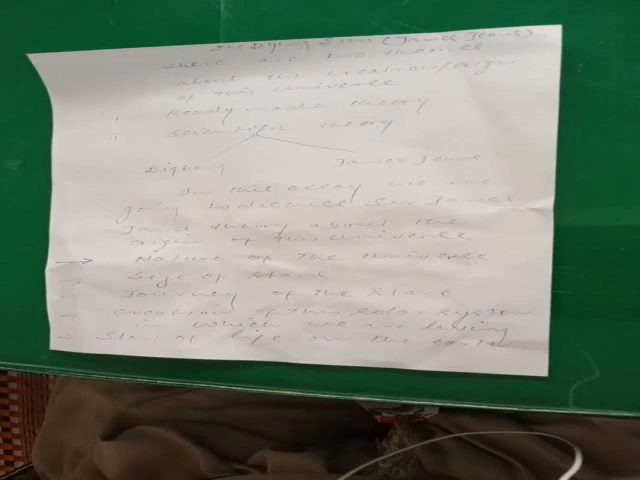 The Dying Sun (James Jeans)
There are two theories
about the creation/origin
of this universe
Ready made theory
Scientific theory
Bigbang James Jeans
In this essay we are
going to discuss Sir James
Jeans theory about the
origin of this universe
→ Nature of the universe
→ Size of stars
→ Journey of the stars
→ Creation of this solar system
in which we are living
→ Start of life on the earth